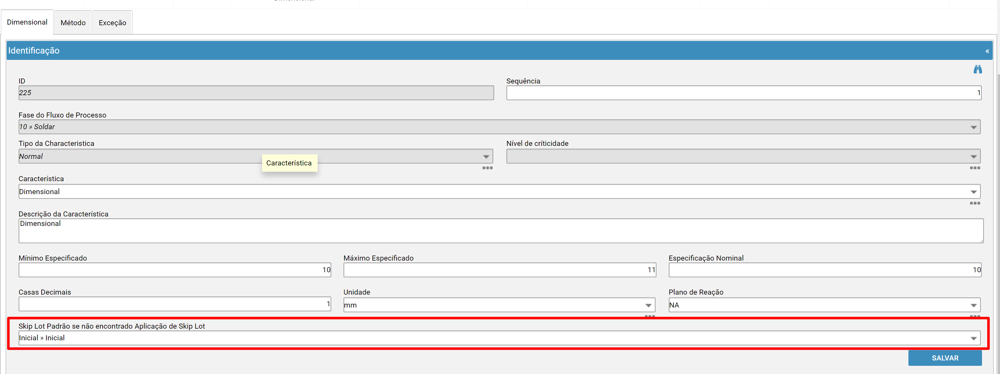 Dimensional
Dimensional Método Exceção
Identificação «
ID Sequência
225 1
Fase do Fluxo de Processo
10 » Soldar
Tipo da Characteristica Nível de críticidade
Normal
Característica
Característica
Dimensional
Descrição da Característica
Dimensional
Mínimo Especificado Máximo Especificado Especificação Nominal
10 11 10
Casas Decimais Unidade Plano de Reação
1 mm NA
Skip Lot Padrão se não encontrado Aplicação de Skip Lot
Inicial » Inicial
SALVAR